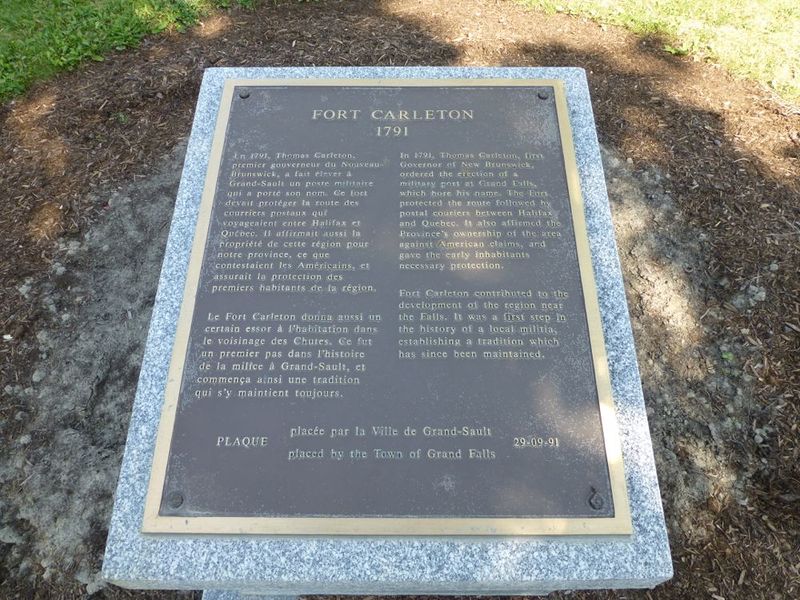 FORT CARLETON
1791
En 1791, Thomas Carleton,
premier gouverneur du Nouveau-
Brunswick, a fait élever à
Grand-Sault un poste militaire
qui a porté son nom. Ce fort
devait protéger la route des
courriers postaux qui
voyageaient entre Halifax et
Québec. Il affirmait aussi la
propriété de cette région pour
notre province, ce que
contestaient les Américains, et
assurait la protection des
premiers habitants de la région.
Le Fort Carleton donna aussi un
certain essor à l'habitation dans
le voisinage des Chutes. Ce fut
un premier pas dans l'histoire
de la milice à Grand-Sault, et
commença ainsi une tradition
qui s'y maintient toujours.
In 1791, Thomas Carleton, first
Governor of New Brunswick,
ordered the erection of a
military post at Grand Falls,
which bore his name. The Fort
protected the route followed by
postal couriers between Halifax
and Quebec. It also affirmed the
Province's ownership of the area
against American claims, and
gave the early inhabitants
necessary protection.
Fort Carleton contributed to the
development of the region near
the Falls. It was a first step in
the history of a local militia,
establishing a tradition which
has since been maintained.
PLAQUE placée par la Ville de Grand-Sault 29-09-91
placed by the Town of Grand Falls